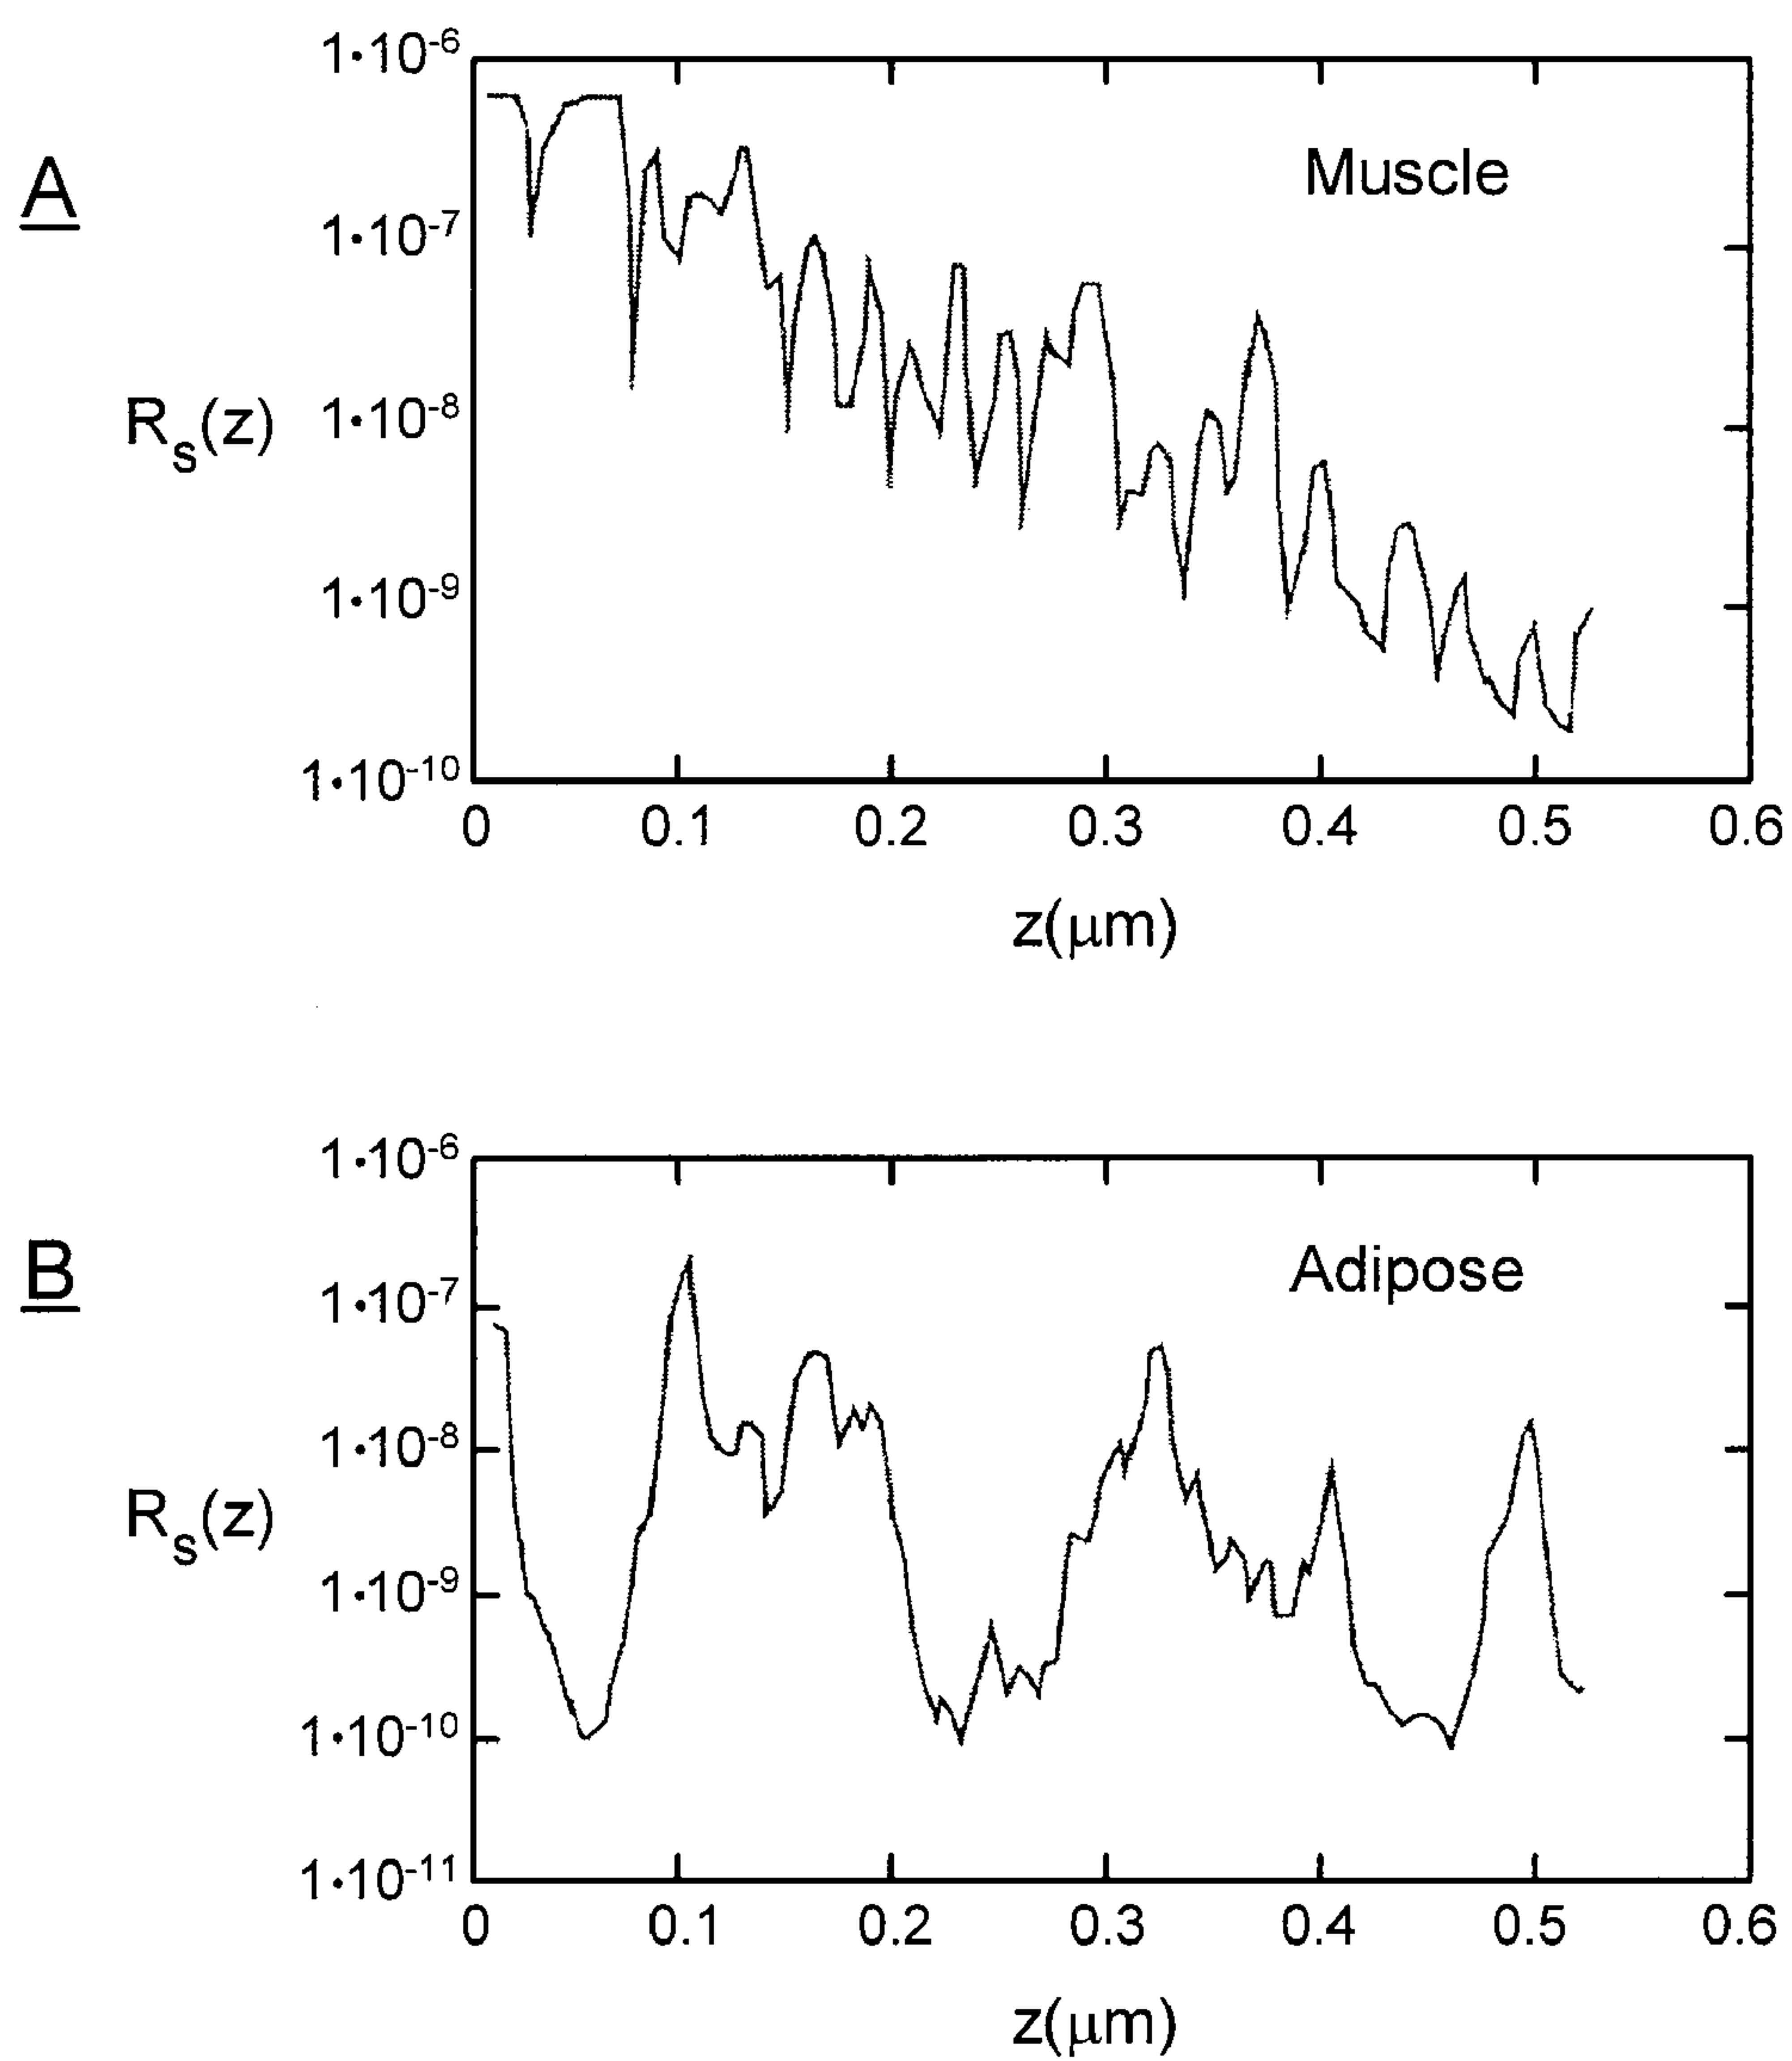 A
Muscle
1•10⁻⁶
1•10⁻⁷
1•10⁻⁸
1•10⁻⁹
1•10⁻¹⁰
Rₛ(z)
0 0.1 0.2 0.3 0.4 0.5 0.6
z(μm)
B
Adipose
1•10⁻⁶
1•10⁻⁷
1•10⁻⁸
1•10⁻⁹
1•10⁻¹⁰
1•10⁻¹¹
Rₛ(z)
0 0.1 0.2 0.3 0.4 0.5 0.6
z(μm)